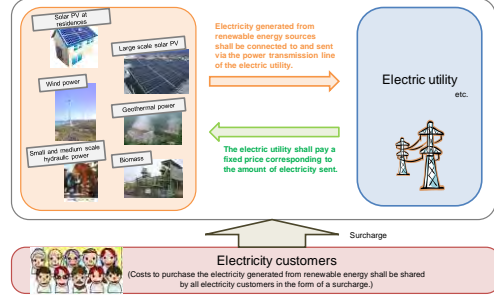 Solar PV at
residences
Large scale solar PV
Wind power
Geothermal power
Small and medium scale
hydraulic power
Biomass
Electricity generated from
renewable energy sources
shall be connected to and sent
via the power transmission line
of the electric utility.
The electric utility shall pay a
fixed price corresponding to
the amount of electricity sent.
Electric utility
etc.
Surcharge
Electricity customers
(Costs to purchase the electricity generated from renewable energy shall be shared
by all electricity customers in the form of a surcharge.)